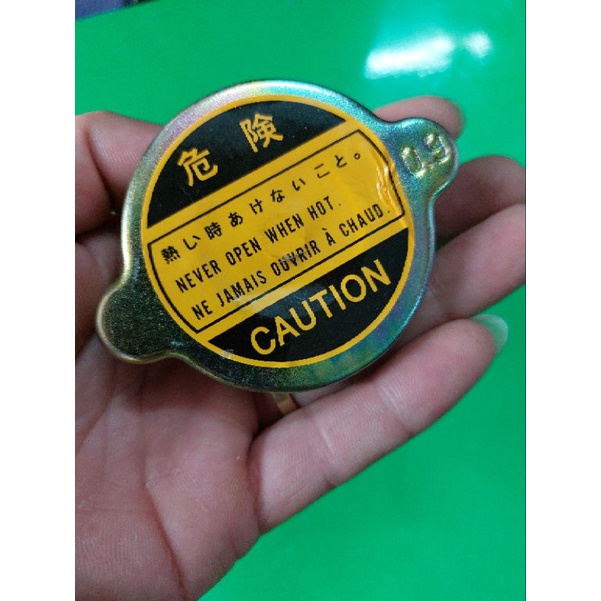 危険
熱い時あけないこと。
NEVER OPEN WHEN HOT.
NE JAMAIS OUVRIR À CHAUD.
CAUTION
0.9